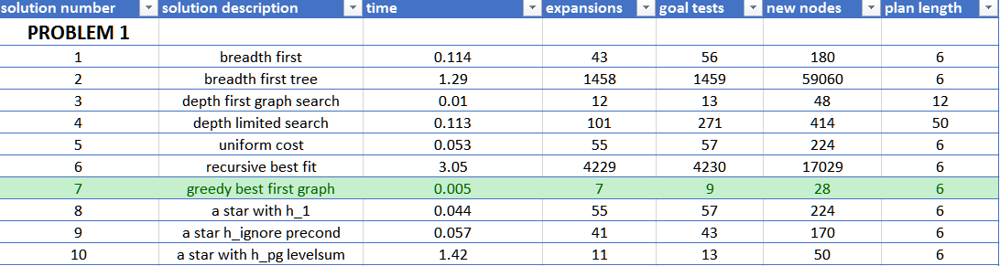 solution number solution description time expansions goal tests new nodes plan length
PROBLEM 1
1 breadth first 0.114 43 56 180 6
2 breadth first tree 1.29 1458 1459 59060 6
3 depth first graph search 0.01 12 13 48 12
4 depth limited search 0.113 101 271 414 50
5 uniform cost 0.053 55 57 224 6
6 recursive best fit 3.05 4229 4230 17029 6
7 greedy best first graph 0.005 7 9 28 6
8 a star with h_1 0.044 55 57 224 6
9 a star h_ignore precond 0.057 41 43 170 6
10 a star with h_pg levelsum 1.42 11 13 50 6